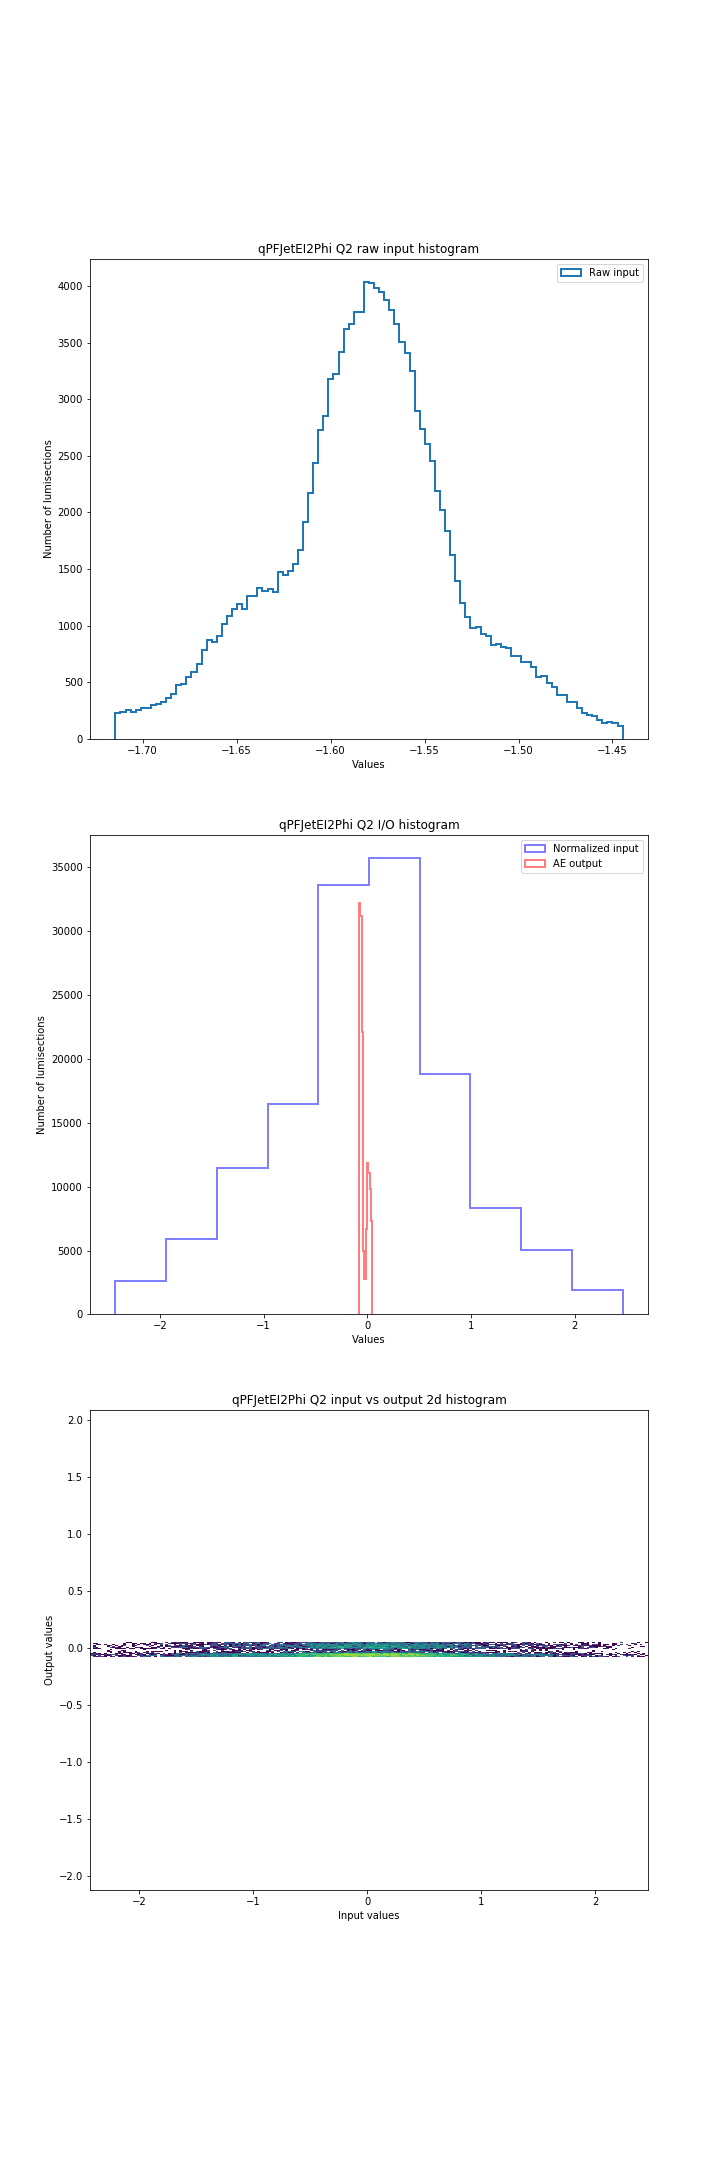 qPFJetEI2Phi Q2 raw input histogram
Raw input
4000
3500
3000
2500
2000
1500
1000
500
0
Number of lumisections
−1.70 −1.65 −1.60 −1.55 −1.50 −1.45
Values
qPFJetEI2Phi Q2 I/O histogram
Normalized input
AE output
35000
30000
25000
20000
15000
10000
5000
0
Number of lumisections
−2 −1 0 1 2
Values
qPFJetEI2Phi Q2 input vs output 2d histogram
2.0
1.5
1.0
0.5
0.0
−0.5
−1.0
−1.5
−2.0
Output values
−2 −1 0 1 2
Input values